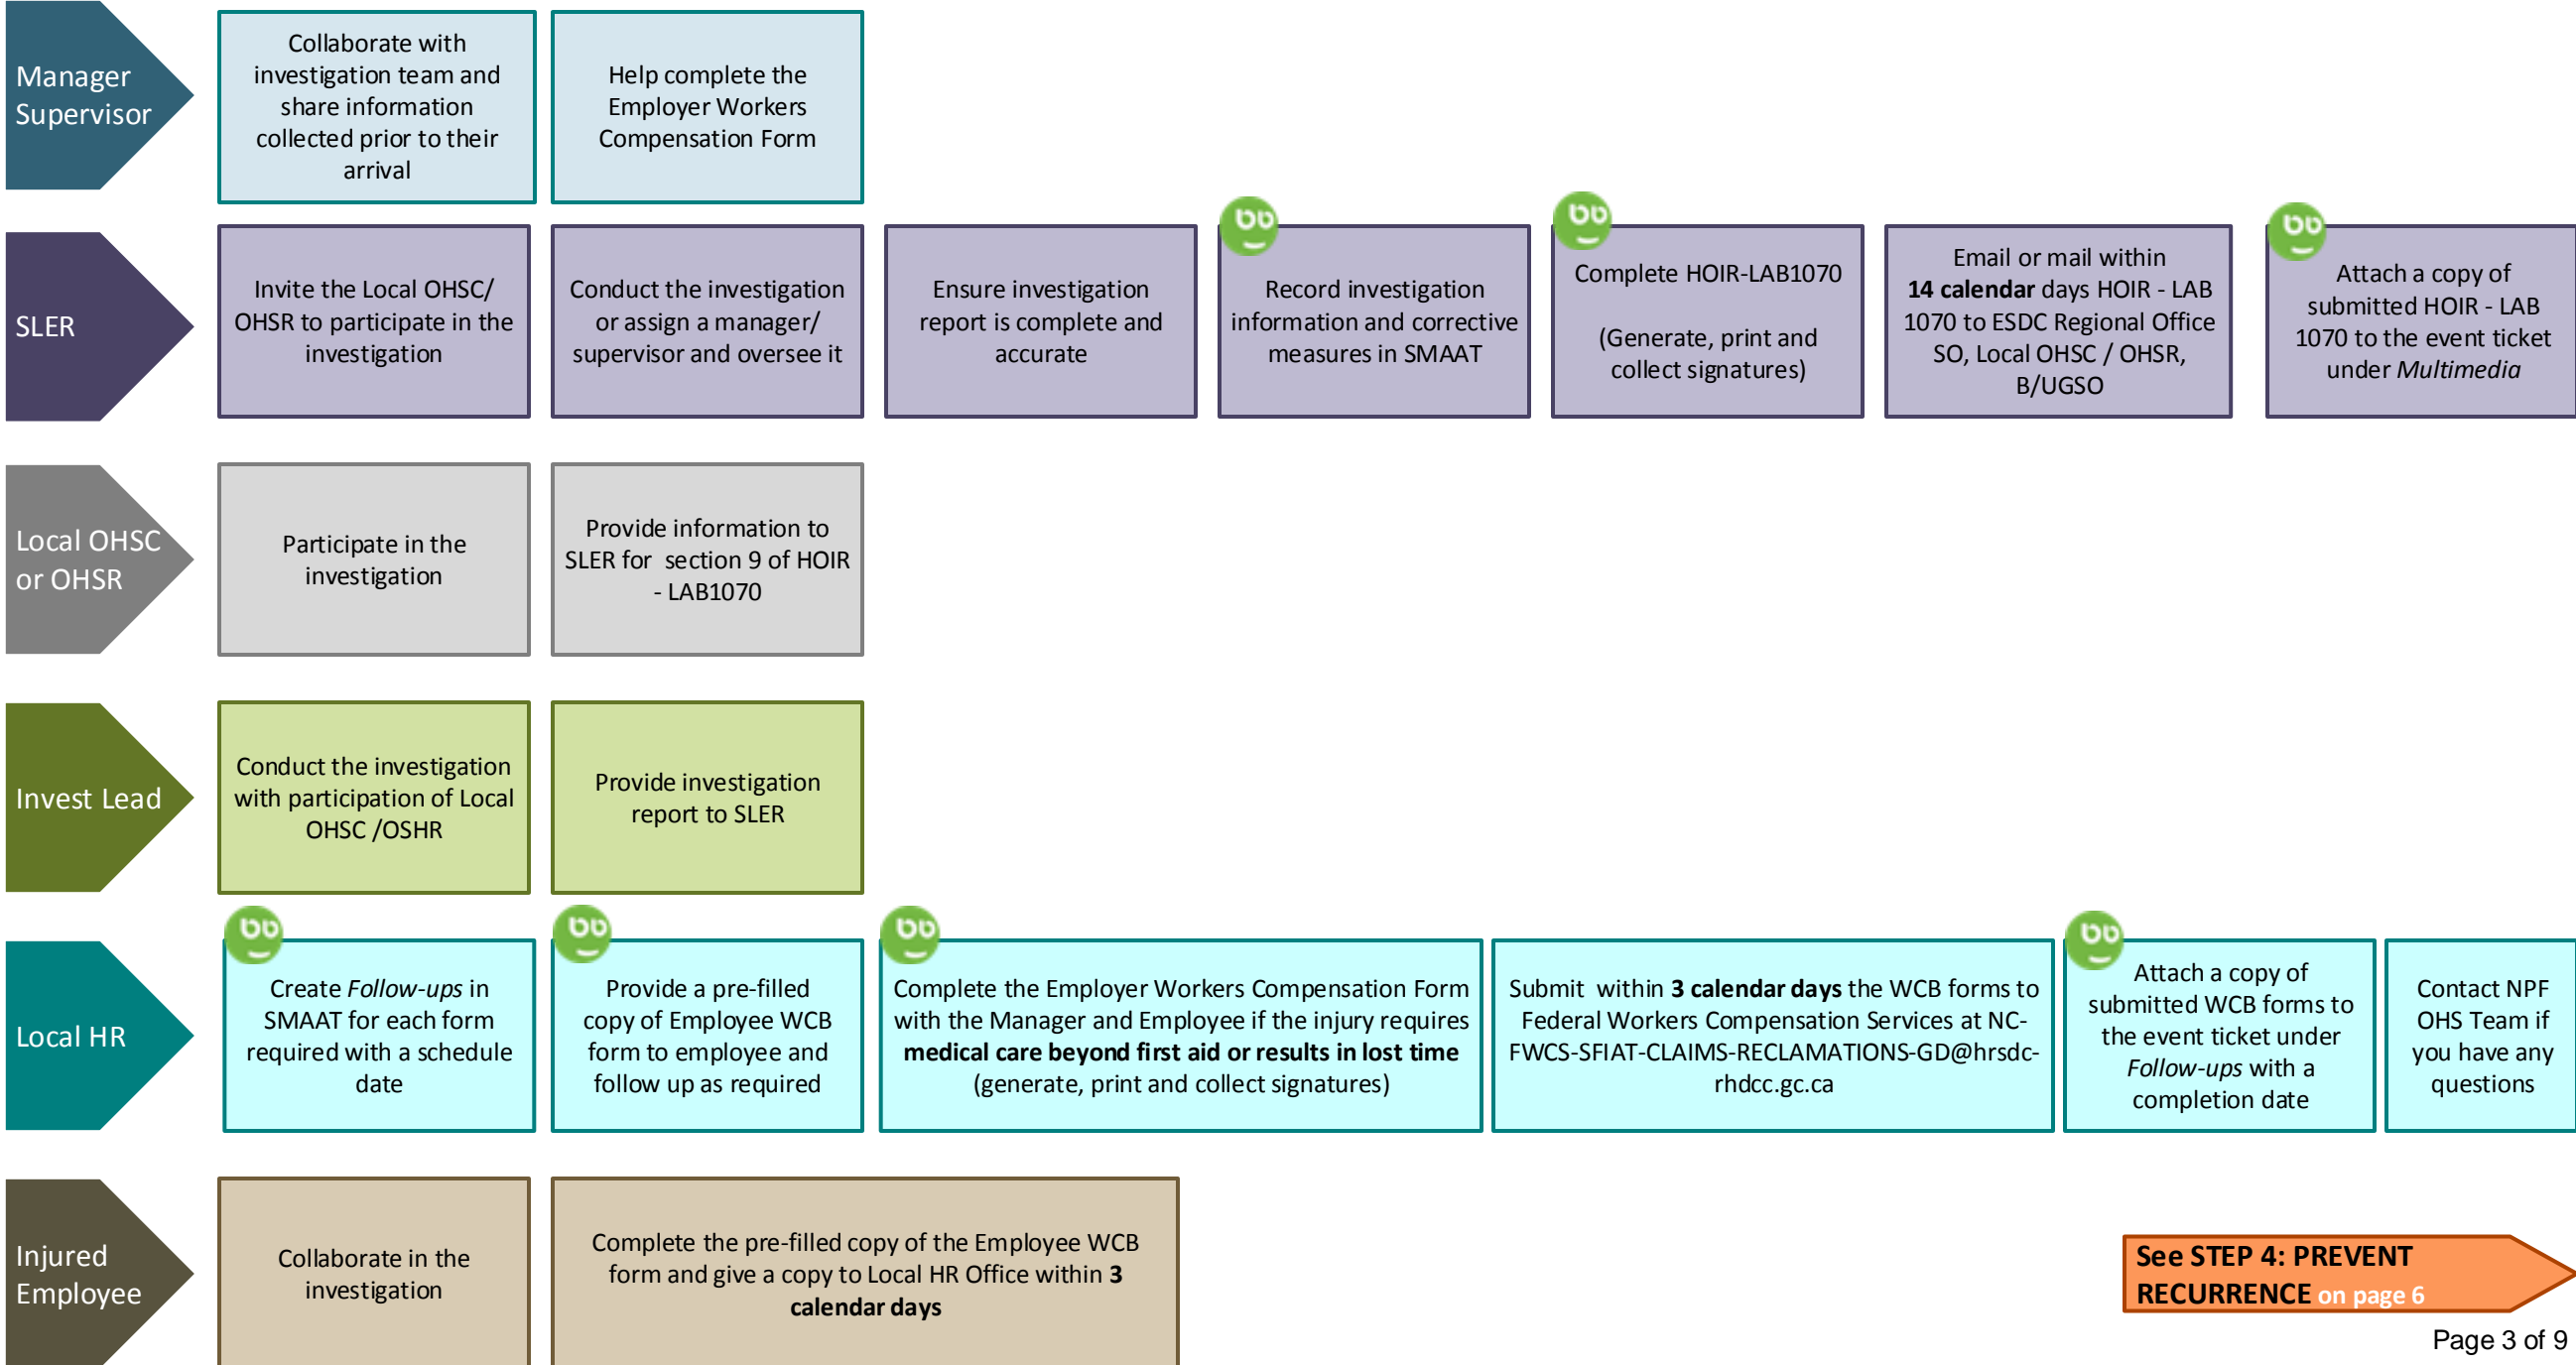 Manager
Supervisor
Collaborate with
investigation team and
share information
collected prior to their
arrival
Help complete the
Employer Workers
Compensation Form
SLER
Invite the Local OHSC/
OHSR to participate in the
investigation
Conduct the investigation
or assign a manager/
supervisor and oversee it
Ensure investigation
report is complete and
accurate
Record investigation
information and corrective
measures in SMAAT
Complete HOIR-LAB1070
(Generate, print and
collect signatures)
Email or mail within
14 calendar days HOIR - LAB
1070 to ESDC Regional Office
SO, Local OHSC / OHSR,
B/UGSO
Attach a copy of
submitted HOIR - LAB
1070 to the event ticket
under Multimedia
Local OHSC
or OHSR
Participate in the
investigation
Provide information to
SLER for section 9 of HOIR
- LAB1070
Invest Lead
Conduct the investigation
with participation of Local
OHSC /OSHR
Provide investigation
report to SLER
Local HR
Create Follow-ups in
SMAAT for each form
required with a schedule
date
Provide a pre-filled
copy of Employee WCB
form to employee and
follow up as required
Complete the Employer Workers Compensation Form
with the Manager and Employee if the injury requires
medical care beyond first aid or results in lost time
(generate, print and collect signatures)
Submit within 3 calendar days the WCB forms to
Federal Workers Compensation Services at NC-
FWCS-SFIAT-CLAIMS-RECLAMATIONS-GD@hrsdc-
rhdcc.gc.ca
Attach a copy of
submitted WCB forms to
the event ticket under
Follow-ups with a
completion date
Contact NPF
OHS Team if
you have any
questions
Injured
Employee
Collaborate in the
investigation
Complete the pre-filled copy of the Employee WCB
form and give a copy to Local HR Office within 3
calendar days
See STEP 4: PREVENT
RECURRENCE on page 6
Page 3 of 9